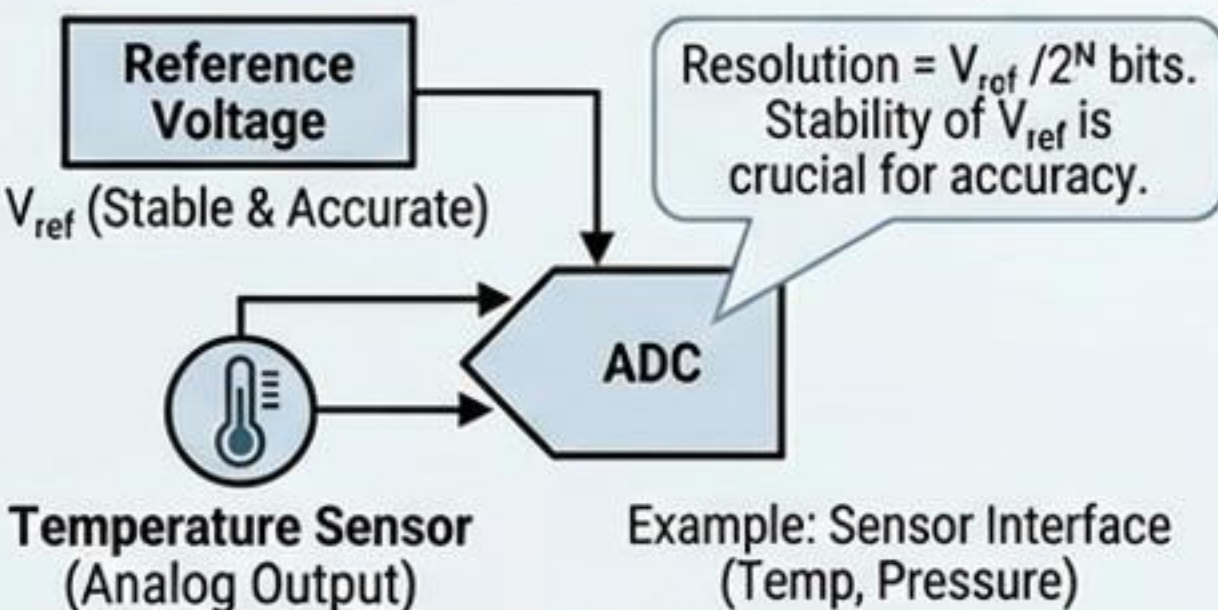 Reference
Voltage
V_ref (Stable & Accurate)
Resolution = V_rof /2^N bits.
Stability of V_ref is
crucial for accuracy.
ADC
Temperature Sensor
(Analog Output)
Example: Sensor Interface
(Temp, Pressure)